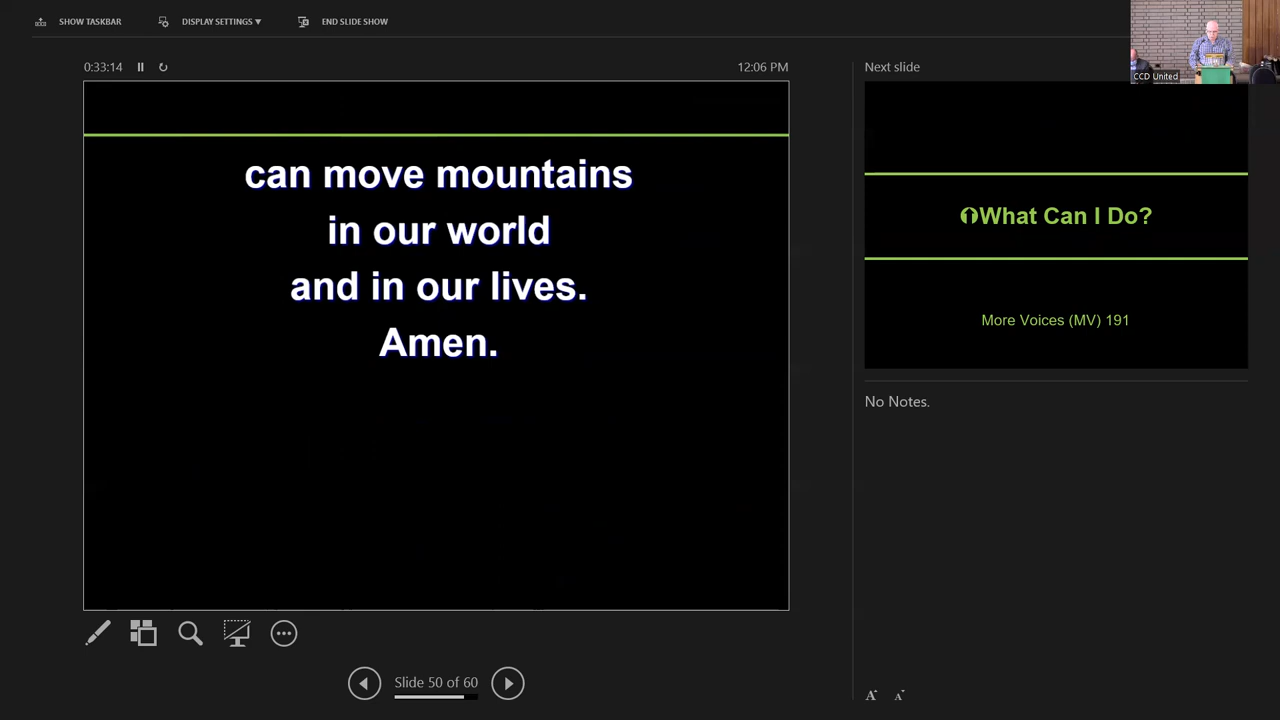 SHOW TASKBAR
DISPLAY SETTINGS ▼
END SLIDE SHOW
0:33:14
12:06 PM
can move mountains
in our world
and in our lives.
Amen.
Slide 50 of 60
Next slide
What Can I Do?
More Voices (MV) 191
No Notes.
A
A
CCD United